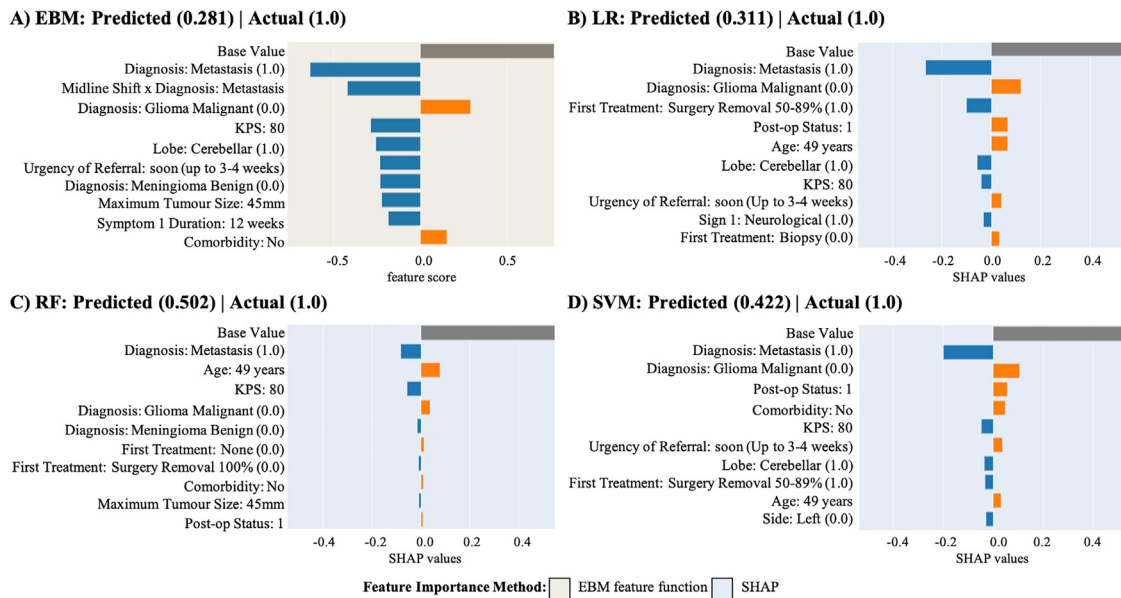 A) EBM: Predicted (0.281) | Actual (1.0)
Base Value
Diagnosis: Metastasis (1.0)
Midline Shift x Diagnosis: Metastasis
Diagnosis: Glioma Malignant (0.0)
KPS: 80
Lobe: Cerebellar (1.0)
Urgency of Referral: soon (up to 3-4 weeks)
Diagnosis: Meningioma Benign (0.0)
Maximum Tumour Size: 45mm
Symptom 1 Duration: 12 weeks
Comorbidity: No
-0.5 0.0 0.5
feature score
B) LR: Predicted (0.311) | Actual (1.0)
Base Value
Diagnosis: Metastasis (1.0)
Diagnosis: Glioma Malignant (0.0)
First Treatment: Surgery Removal 50-89% (1.0)
Post-op Status: 1
Age: 49 years
Lobe: Cerebellar (1.0)
KPS: 80
Urgency of Referral: soon (Up to 3-4 weeks)
Sign 1: Neurological (1.0)
First Treatment: Biopsy (0.0)
-0.4 -0.2 0.0 0.2 0.4
SHAP values
C) RF: Predicted (0.502) | Actual (1.0)
Base Value
Diagnosis: Metastasis (1.0)
Age: 49 years
KPS: 80
Diagnosis: Glioma Malignant (0.0)
Diagnosis: Meningioma Benign (0.0)
First Treatment: None (0.0)
First Treatment: Surgery Removal 100% (0.0)
Comorbidity: No
Maximum Tumour Size: 45mm
Post-op Status: 1
-0.4 -0.2 0.0 0.2 0.4
SHAP values
D) SVM: Predicted (0.422) | Actual (1.0)
Base Value
Diagnosis: Metastasis (1.0)
Diagnosis: Glioma Malignant (0.0)
Post-op Status: 1
Comorbidity: No
KPS: 80
Urgency of Referral: soon (Up to 3-4 weeks)
Lobe: Cerebellar (1.0)
First Treatment: Surgery Removal 50-89% (1.0)
Age: 49 years
Side: Left (0.0)
-0.4 -0.2 0.0 0.2 0.4
SHAP values
Feature Importance Method: EBM feature function SHAP